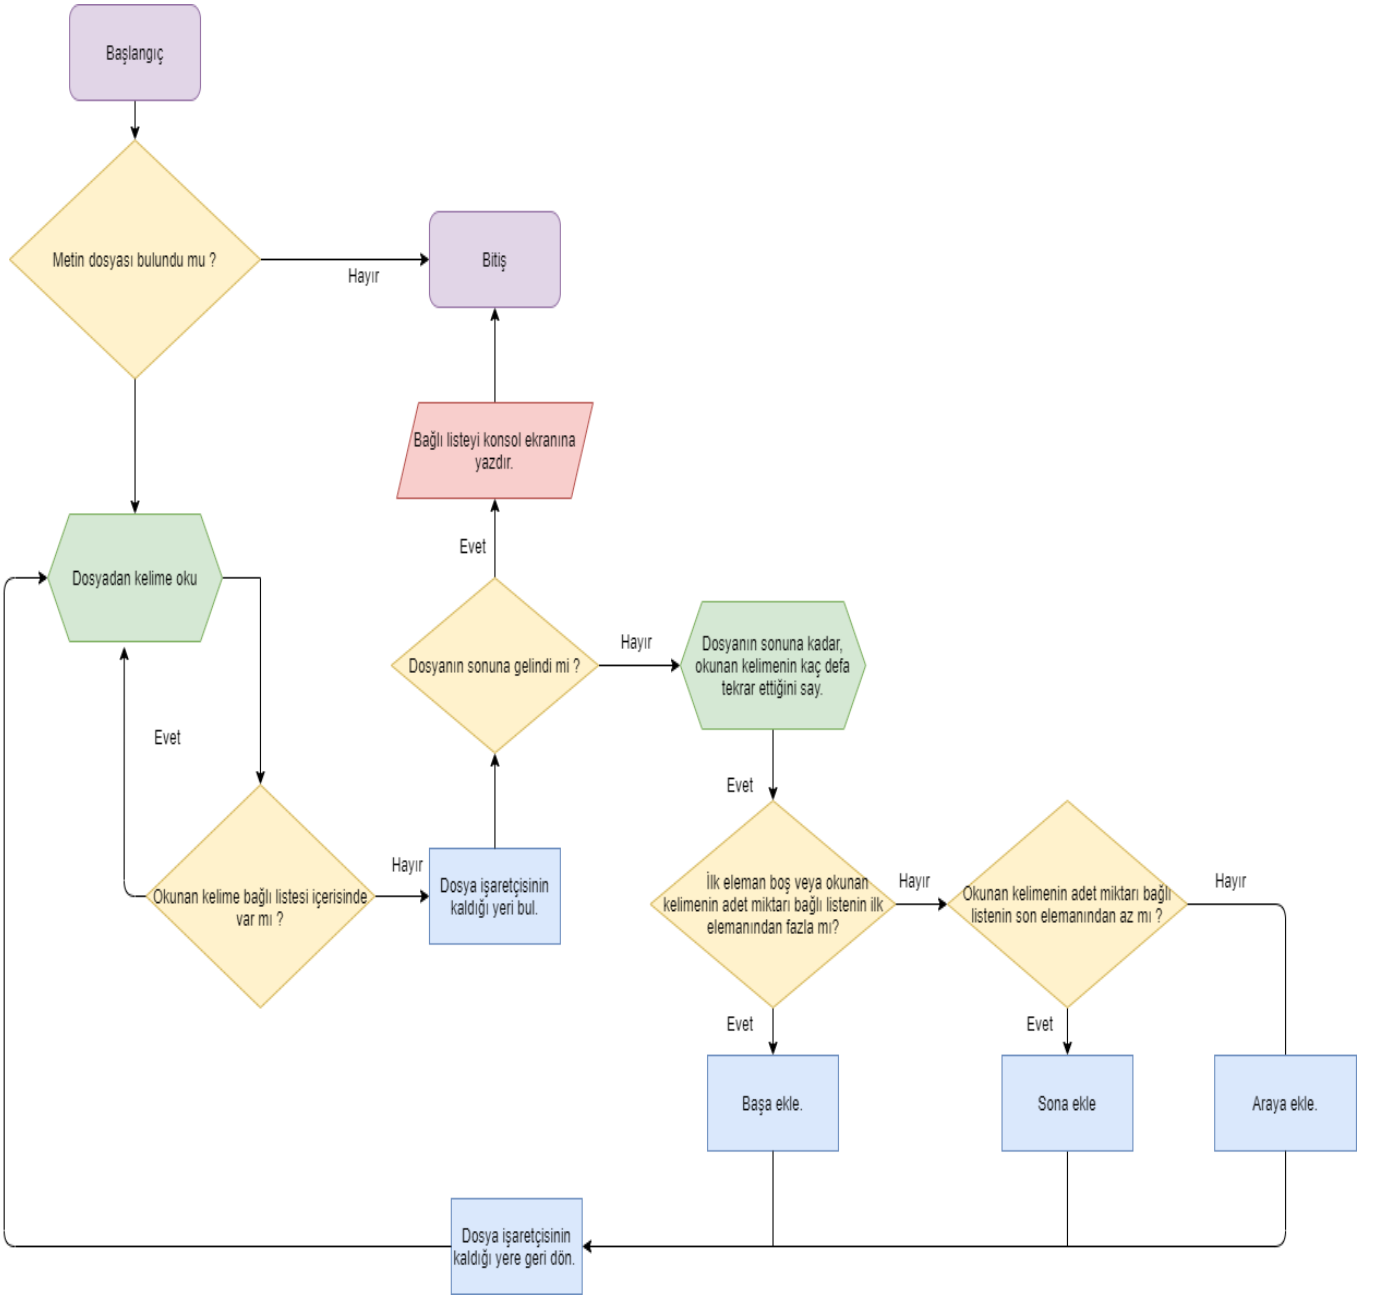 Başlangıç
Metin dosyası bulundu mu ?
Hayır
Bitiş
Bağlı listeyi konsol ekranına
yazdır.
Evet
Dosyadan kelime oku
Dosyanın sonuna gelindi mi ?
Hayır
Dosyanın sonuna kadar,
okunan kelimenin kaç defa
tekrar ettiğini say.
Evet
Okunan kelime bağlı listesi içerisinde
var mı ?
Hayır
Dosya işaretçisinin
kaldığı yeri bul.
Evet
İlk eleman boş veya okunan
kelimenin adet miktarı bağlı listenin ilk
elemanından fazla mı?
Hayır
Okunan kelimenin adet miktarı bağlı
listenin son elemanından az mı ?
Hayır
Evet
Evet
Başa ekle.
Sona ekle
Araya ekle.
Dosya işaretçisinin
kaldığı yere geri dön.